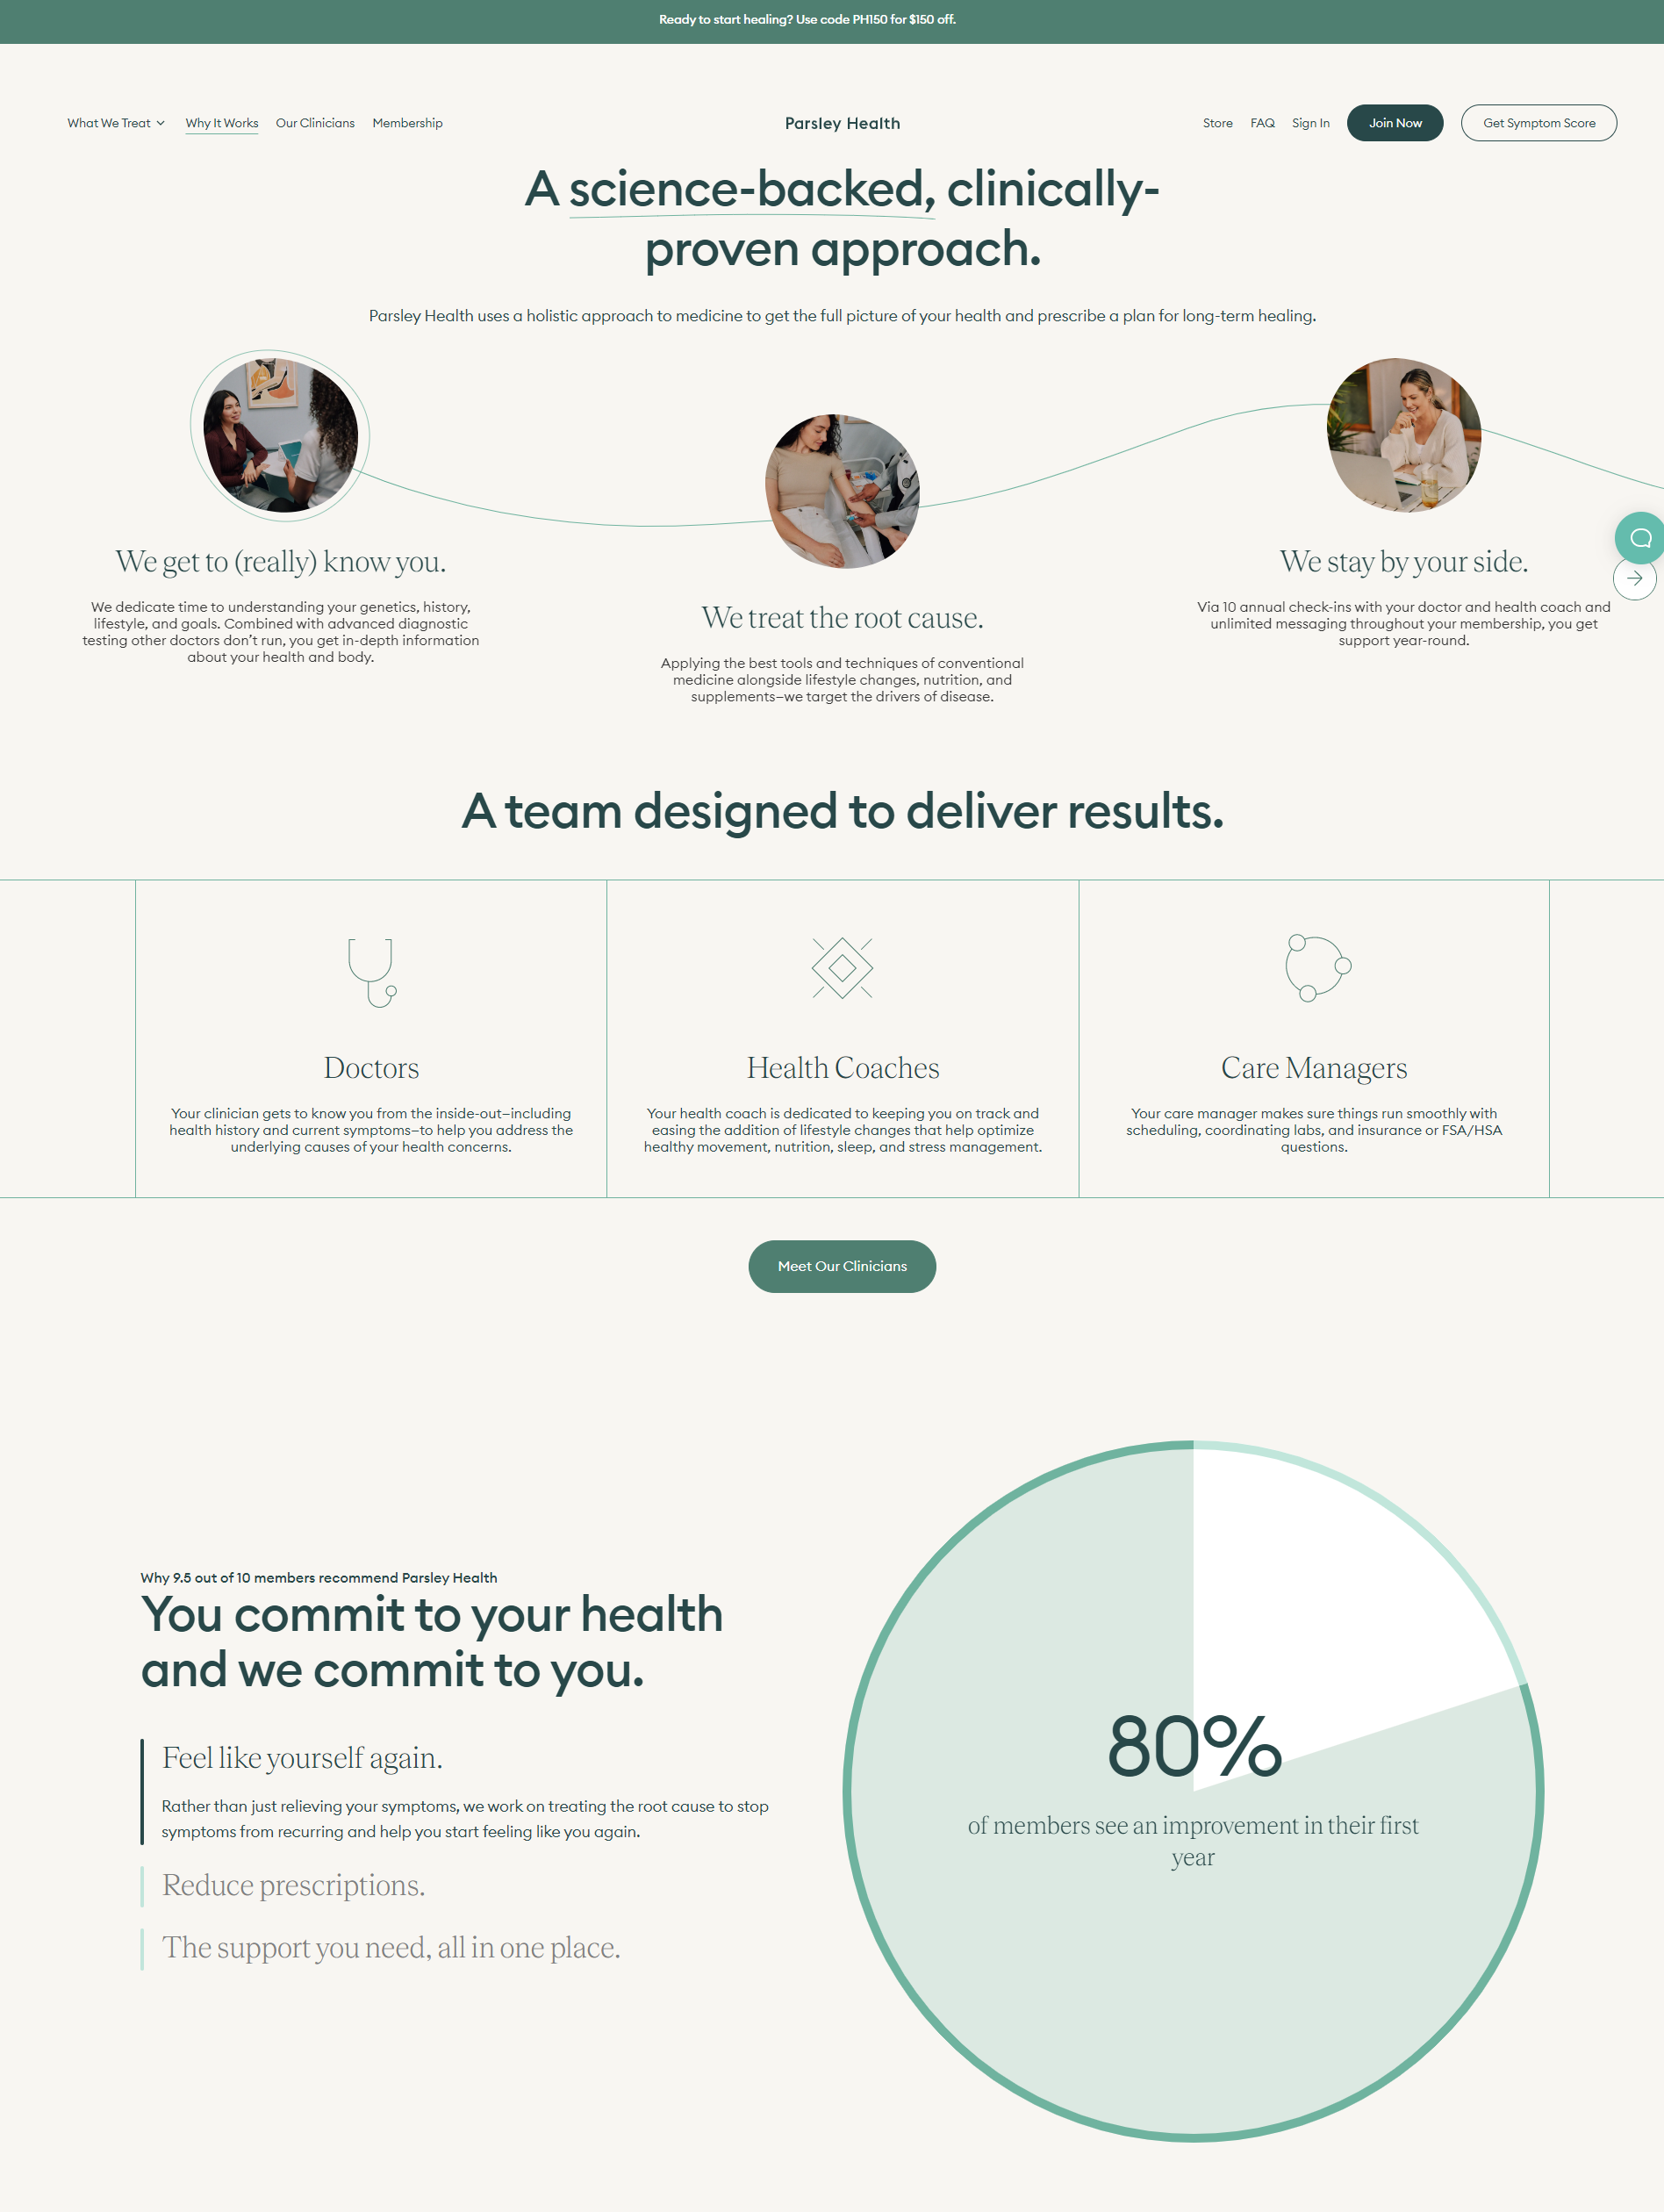 Ready to start healing? Use code PH150 for $150 off.
What We Treat
Why It Works
Our Clinicians
Membership
Parsley Health
Store
FAQ
Sign In
Join Now
Get Symptom Score
A science-backed, clinically-
proven approach.
Parsley Health uses a holistic approach to medicine to get the full picture of your health and prescribe a plan for long-term healing.
We get to (really) know you.
We dedicate time to understanding your genetics, history,
lifestyle, and goals. Combined with advanced diagnostic
testing other doctors don’t run, you get in-depth information
about your health and body.
We treat the root cause.
Applying the best tools and techniques of conventional
medicine alongside lifestyle changes, nutrition, and
supplements—we target the drivers of disease.
We stay by your side.
Via 10 annual check-ins with your doctor and health coach and
unlimited messaging throughout your membership, you get
support year-round.
A team designed to deliver results.
Doctors
Your clinician gets to know you from the inside-out—including
health history and current symptoms—to help you address the
underlying causes of your health concerns.
Health Coaches
Your health coach is dedicated to keeping you on track and
easing the addition of lifestyle changes that help optimize
healthy movement, nutrition, sleep, and stress management.
Care Managers
Your care manager makes sure things run smoothly with
scheduling, coordinating labs, and insurance or FSA/HSA
questions.
Meet Our Clinicians
Why 9.5 out of 10 members recommend Parsley Health
You commit to your health
and we commit to you.
Feel like yourself again.
Rather than just relieving your symptoms, we work on treating the root cause to stop
symptoms from recurring and help you start feeling like you again.
Reduce prescriptions.
The support you need, all in one place.
80%
of members see an improvement in their first
year